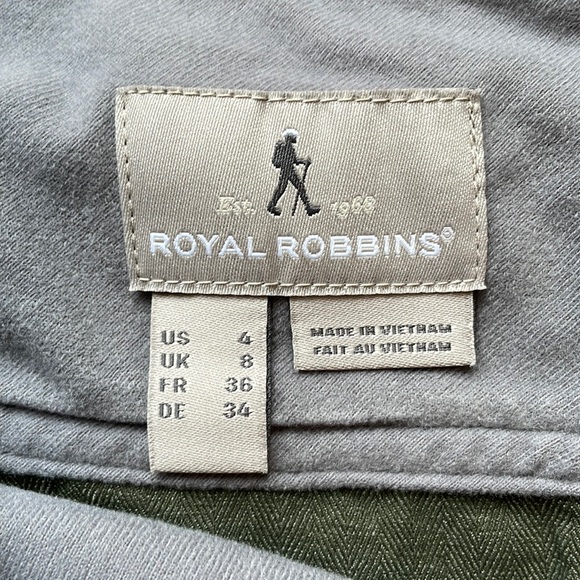 Est. 1968
ROYAL ROBBINS®
US 4
UK 8
FR 36
DE 34
MADE IN VIETNAM
FAIT AU VIETNAM